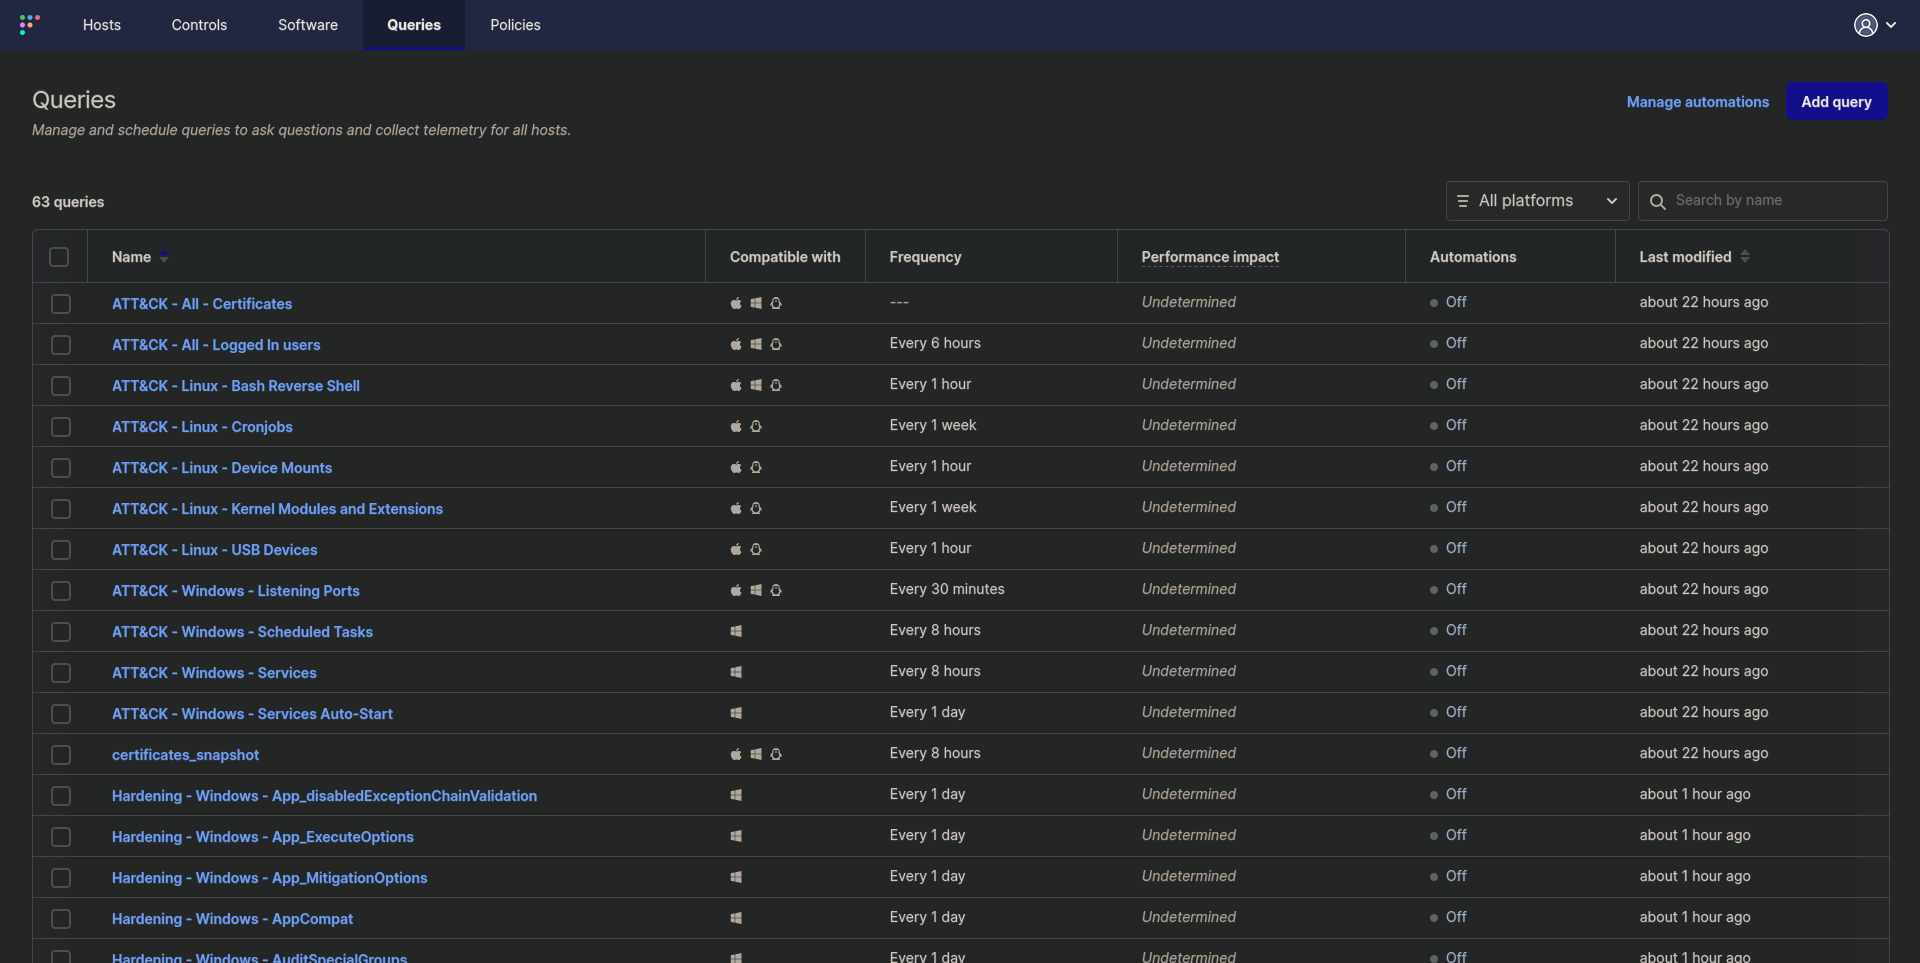 Hosts Controls Software Queries Policies
Queries
Manage automations Add query
Manage and schedule queries to ask questions and collect telemetry for all hosts.
63 queries All platforms Search by name
Name Compatible with Frequency Performance impact Automations Last modified
ATT&CK - All - Certificates --- Undetermined Off about 22 hours ago
ATT&CK - All - Logged In users Every 6 hours Undetermined Off about 22 hours ago
ATT&CK - Linux - Bash Reverse Shell Every 1 hour Undetermined Off about 22 hours ago
ATT&CK - Linux - Cronjobs Every 1 week Undetermined Off about 22 hours ago
ATT&CK - Linux - Device Mounts Every 1 hour Undetermined Off about 22 hours ago
ATT&CK - Linux - Kernel Modules and Extensions Every 1 week Undetermined Off about 22 hours ago
ATT&CK - Linux - USB Devices Every 1 hour Undetermined Off about 22 hours ago
ATT&CK - Windows - Listening Ports Every 30 minutes Undetermined Off about 22 hours ago
ATT&CK - Windows - Scheduled Tasks Every 8 hours Undetermined Off about 22 hours ago
ATT&CK - Windows - Services Every 8 hours Undetermined Off about 22 hours ago
ATT&CK - Windows - Services Auto-Start Every 1 day Undetermined Off about 22 hours ago
certificates_snapshot Every 8 hours Undetermined Off about 22 hours ago
Hardening - Windows - App_disabledExceptionChainValidation Every 1 day Undetermined Off about 1 hour ago
Hardening - Windows - App_ExecuteOptions Every 1 day Undetermined Off about 1 hour ago
Hardening - Windows - App_MitigationOptions Every 1 day Undetermined Off about 1 hour ago
Hardening - Windows - AppCompat Every 1 day Undetermined Off about 1 hour ago
Hardening - Windows - AuditSpecialGroups Every 1 day Undetermined Off about 1 hour ago